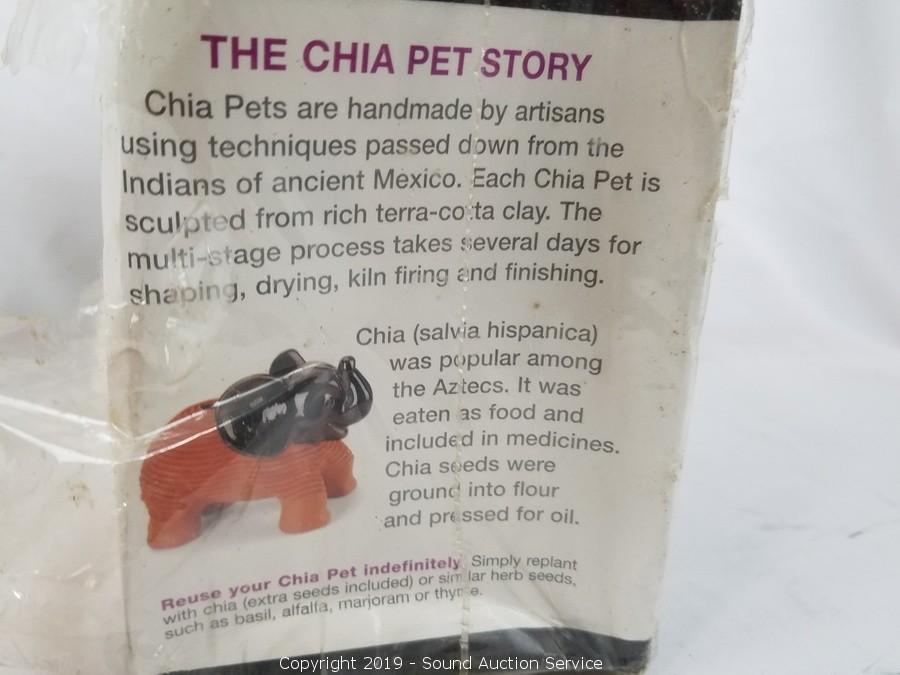 THE CHIA PET STORY
Chia Pets are handmade by artisans
using techniques passed down from the
Indians of ancient Mexico. Each Chia Pet is
sculpted from rich terra-cotta clay. The
multi-stage process takes several days for
shaping, drying, kiln firing and finishing.
Chia (salvia hispanica)
was popular among
the Aztecs. It was
eaten as food and
included in medicines.
Chia seeds were
ground into flour
and pressed for oil.
Reuse your Chia Pet indefinitely. Simply replant
with chia (extra seeds included) or similar herb seeds,
such as basil, alfalfa, marjoram or thyme.
Copyright 2019 - Sound Auction Service